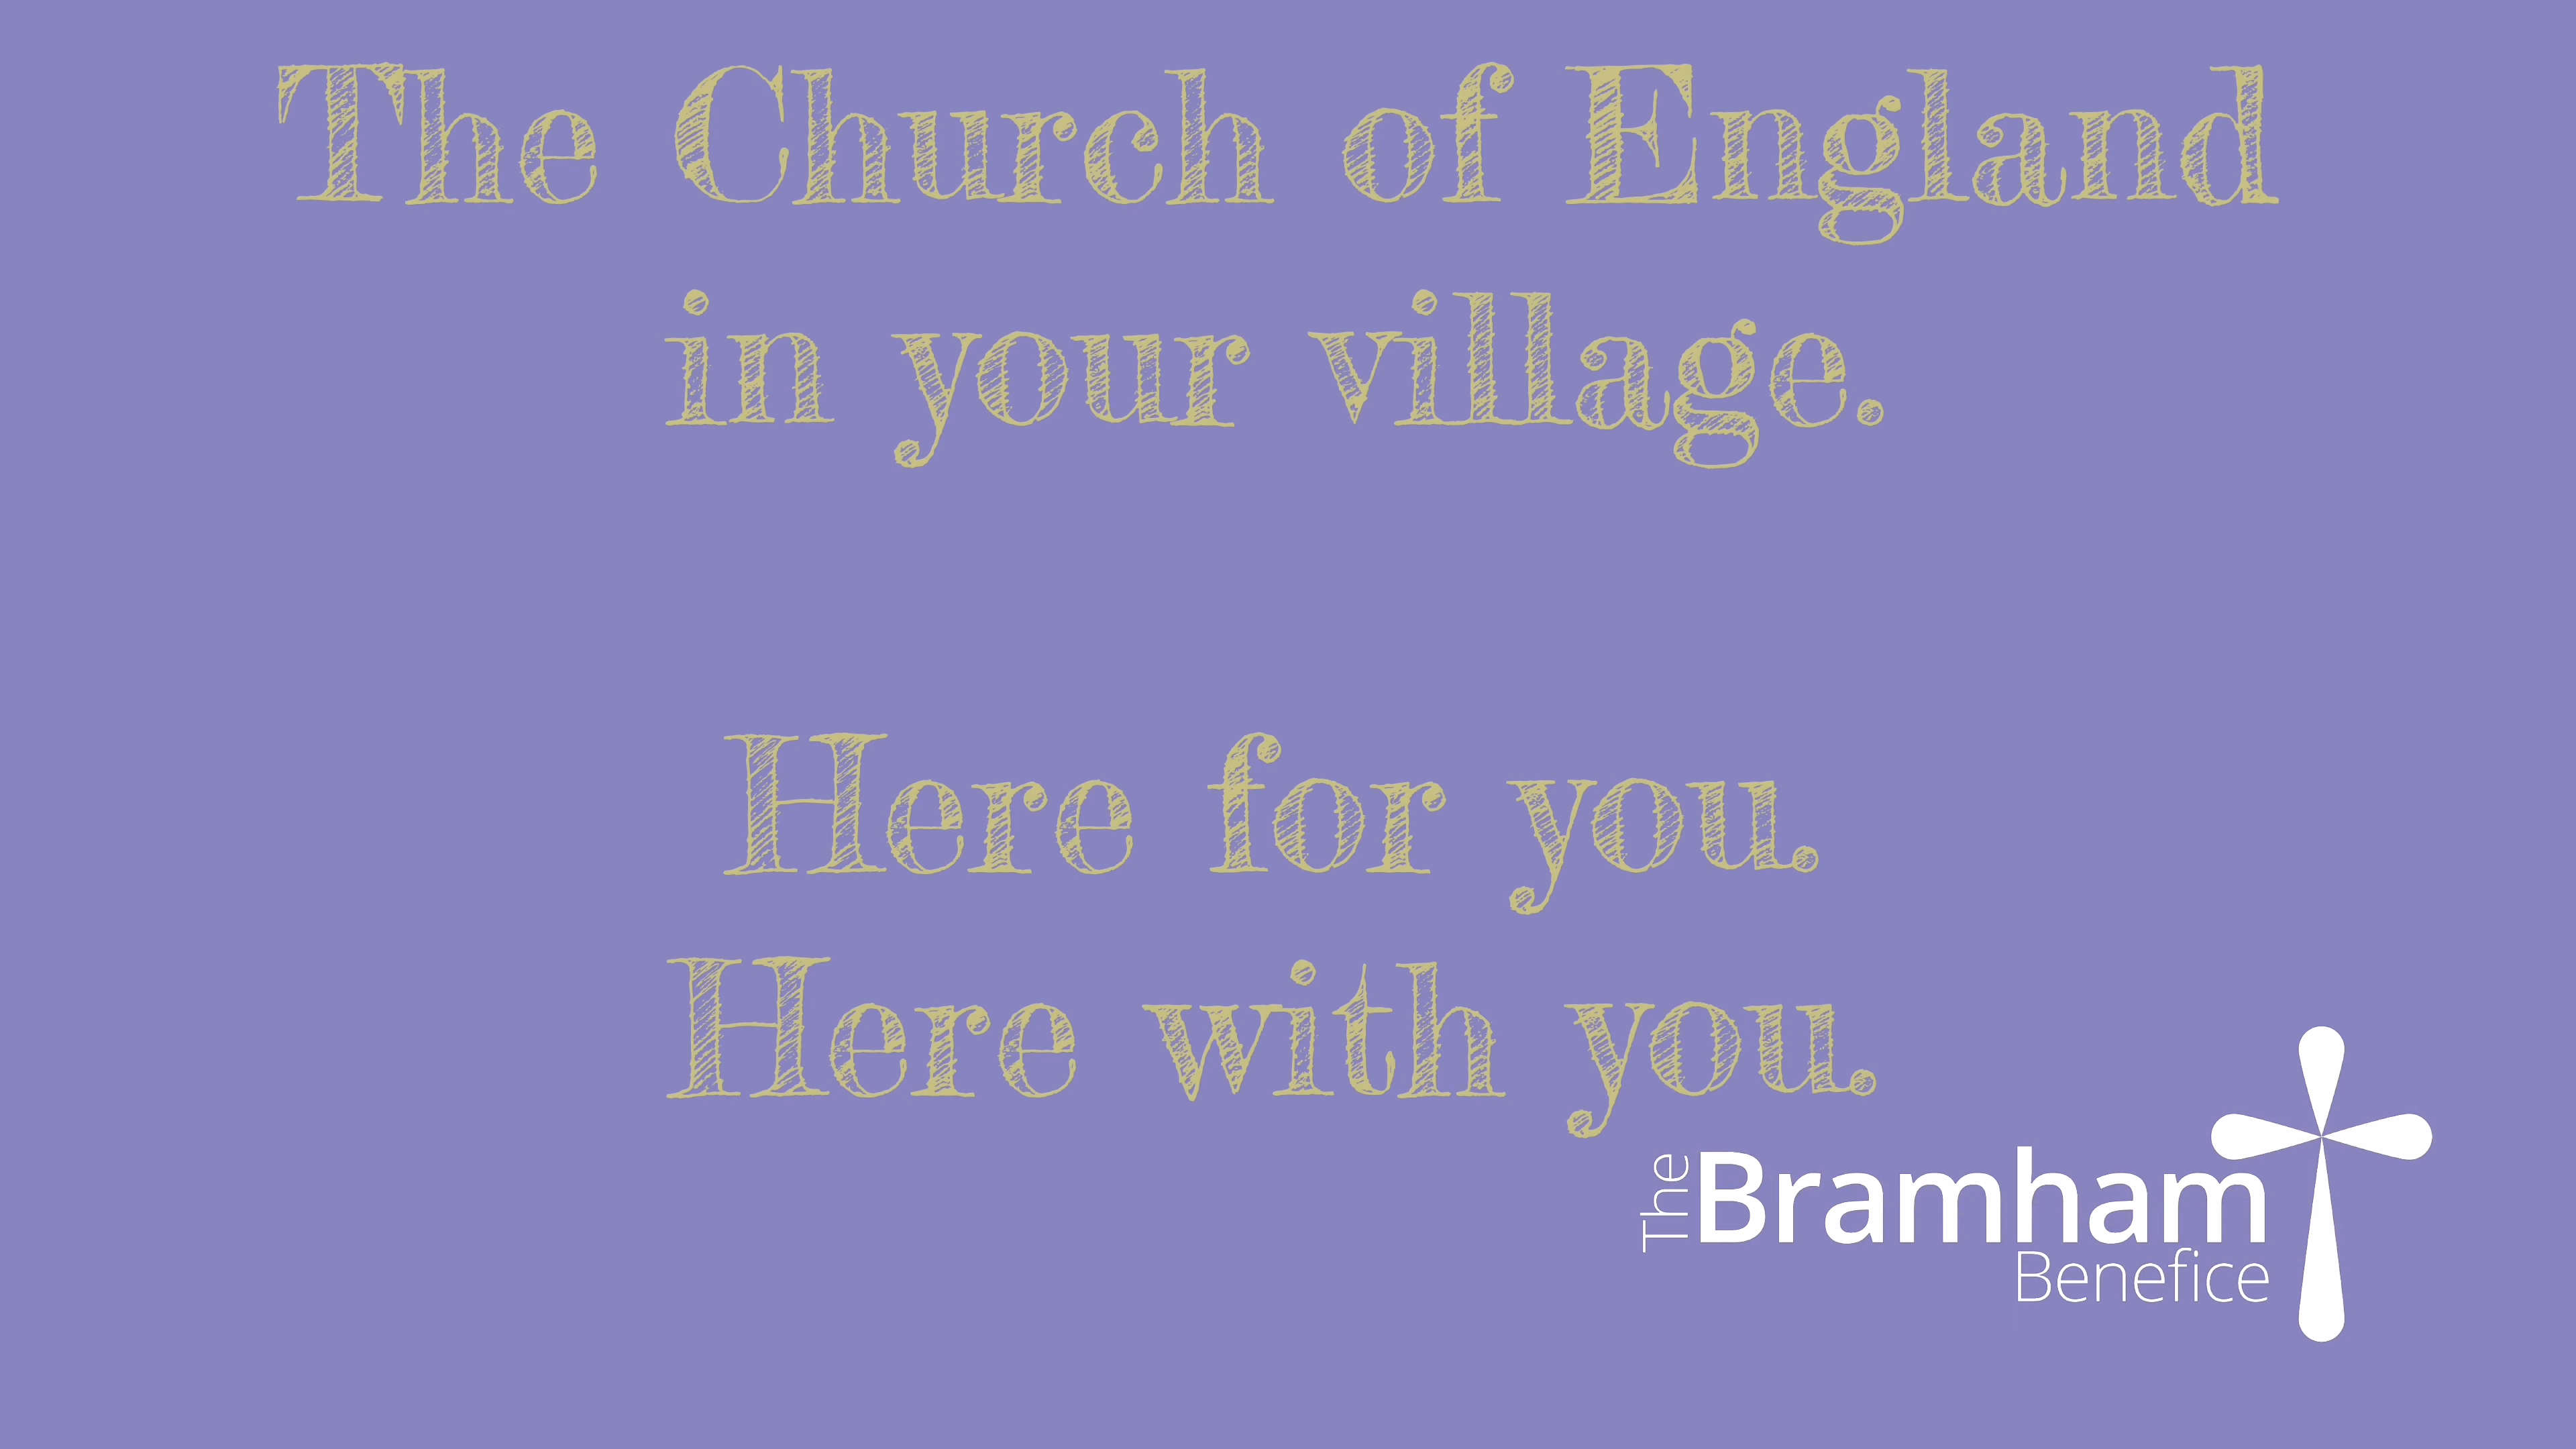 The Church of England
in your village.
Here for you.
Here with you.
The Bramham
Benefice